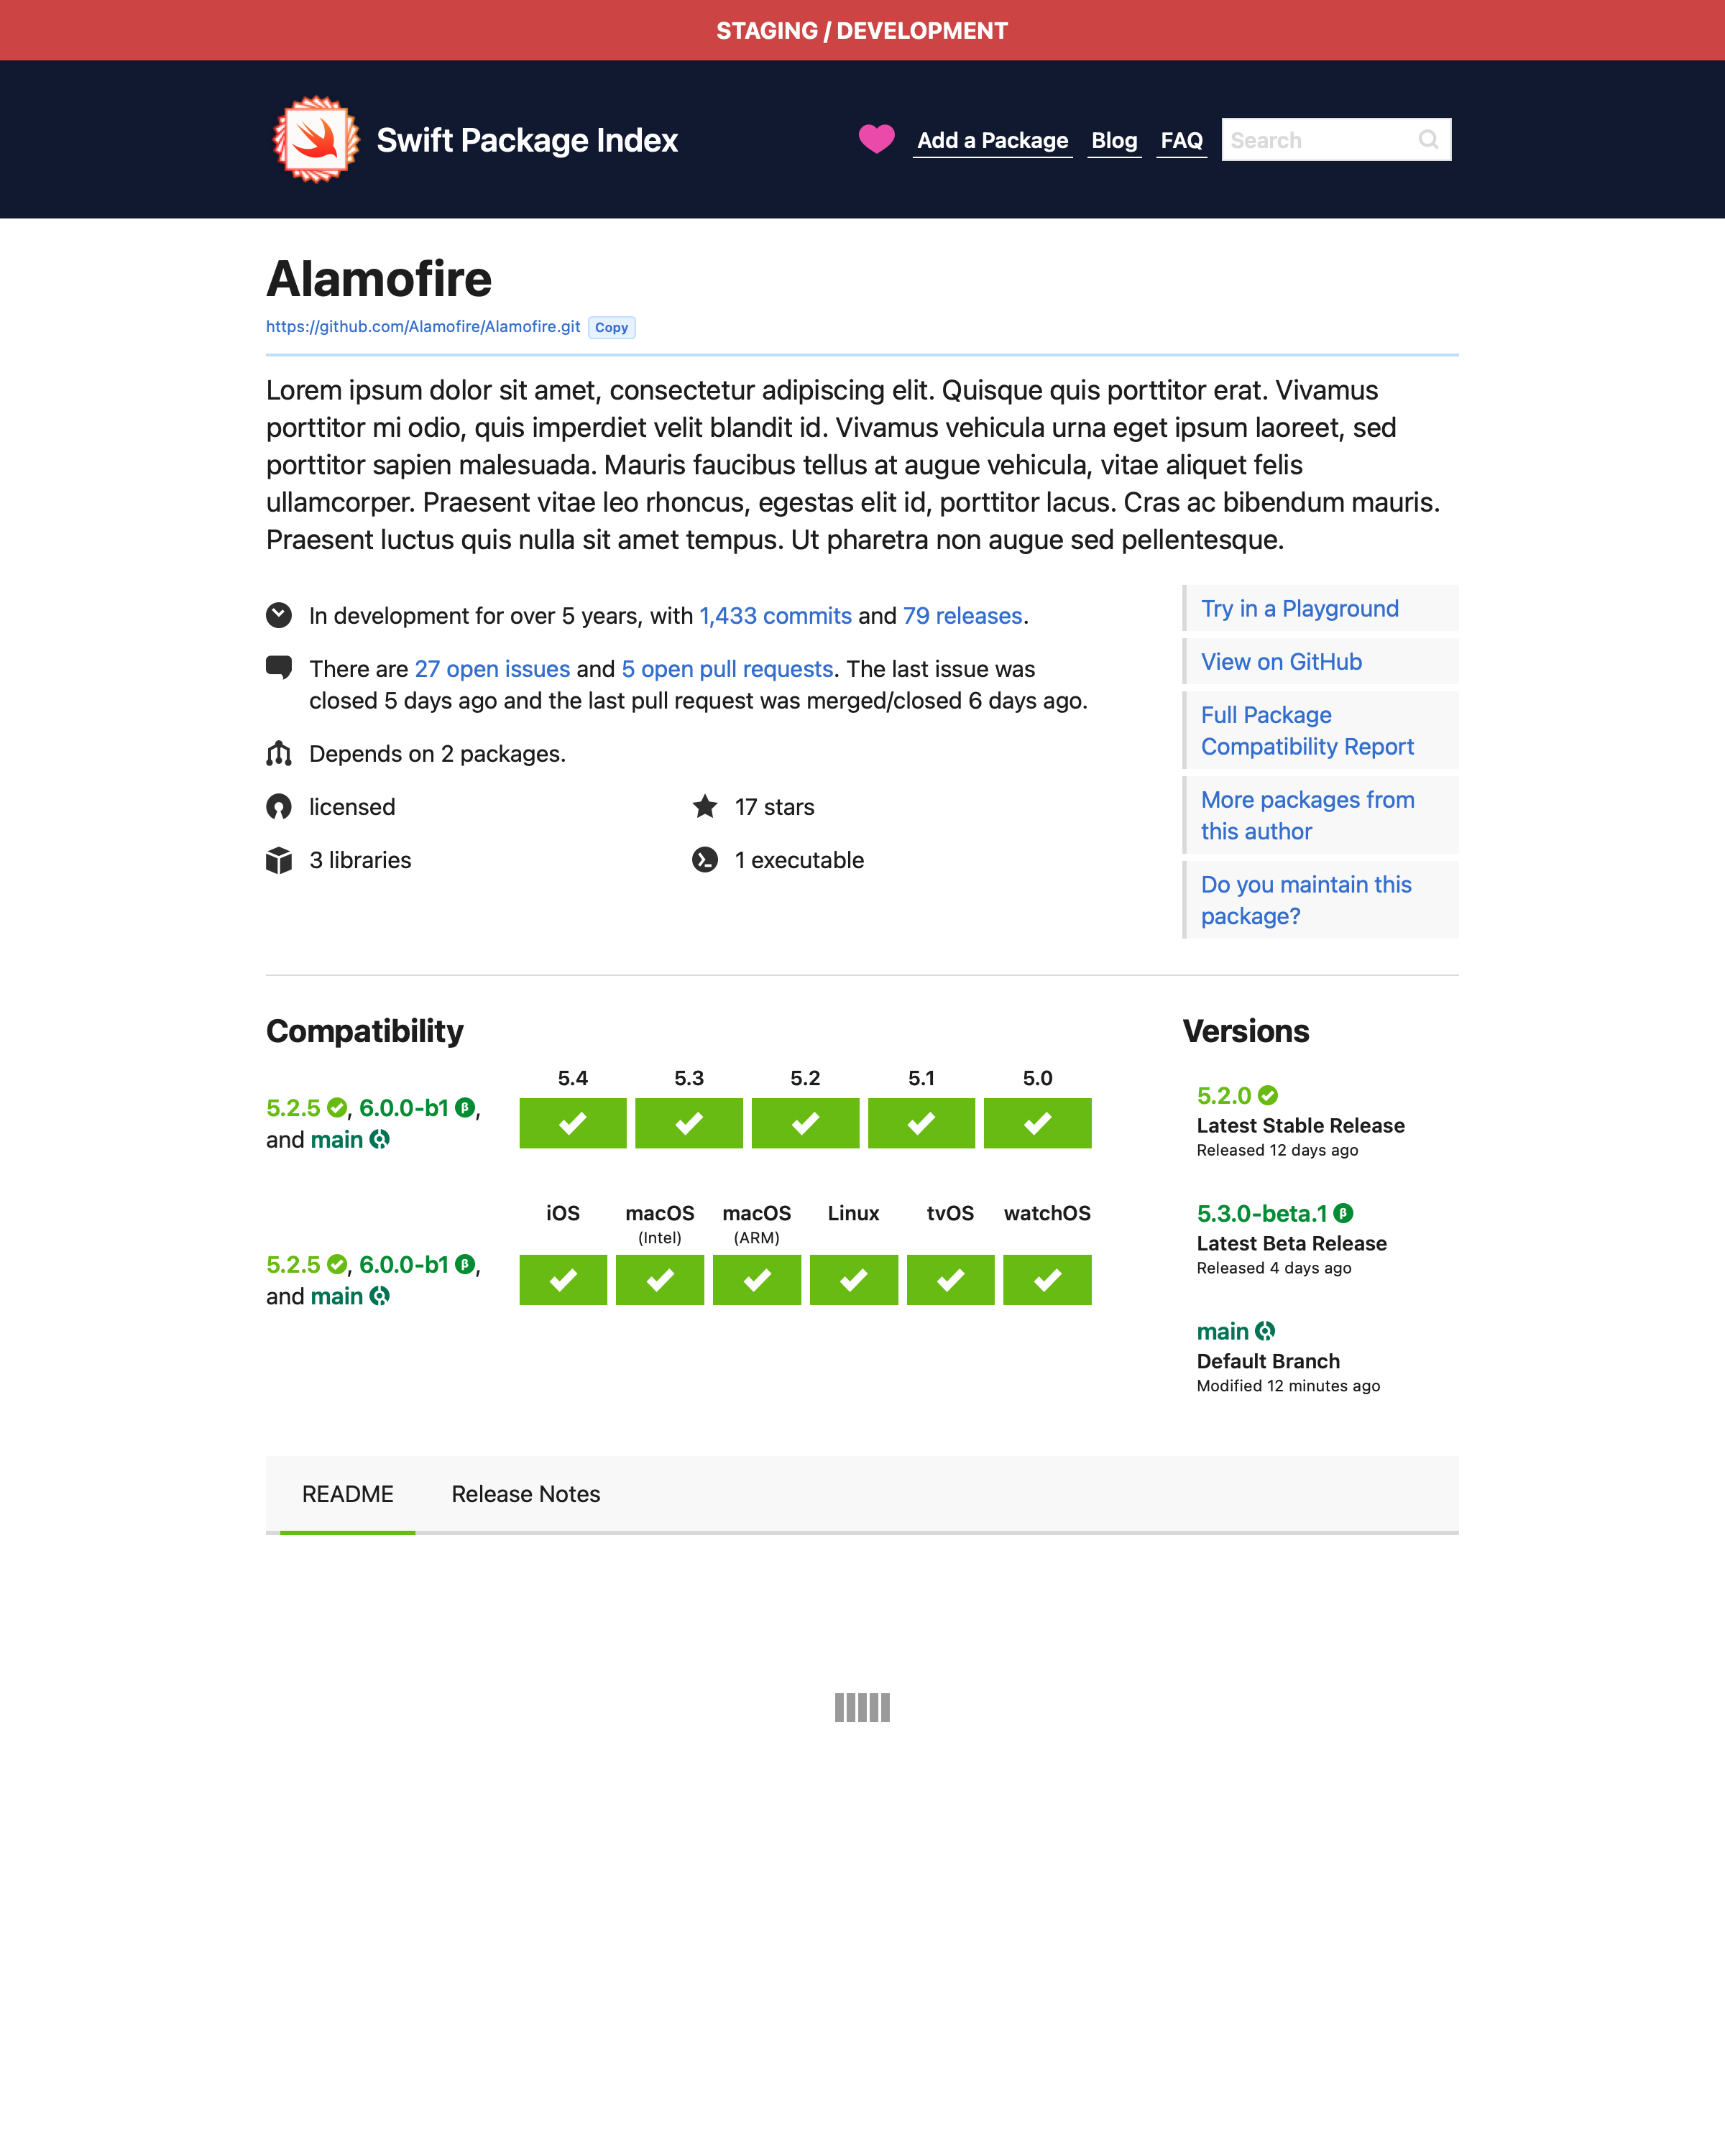 STAGING / DEVELOPMENT
Swift Package Index
Add a Package
Blog
FAQ
Search
Alamofire
https://github.com/Alamofire/Alamofire.git
Copy
Lorem ipsum dolor sit amet, consectetur adipiscing elit. Quisque quis porttitor erat. Vivamus
porttitor mi odio, quis imperdiet velit blandit id. Vivamus vehicula urna eget ipsum laoreet, sed
porttitor sapien malesuada. Mauris faucibus tellus at augue vehicula, vitae aliquet felis
ullamcorper. Praesent vitae leo rhoncus, egestas elit id, porttitor lacus. Cras ac bibendum mauris.
Praesent luctus quis nulla sit amet tempus. Ut pharetra non augue sed pellentesque.
In development for over 5 years, with 1,433 commits and 79 releases.
There are 27 open issues and 5 open pull requests. The last issue was
closed 5 days ago and the last pull request was merged/closed 6 days ago.
Depends on 2 packages.
licensed
17 stars
3 libraries
1 executable
Try in a Playground
View on GitHub
Full Package
Compatibility Report
More packages from
this author
Do you maintain this
package?
Compatibility
5.4 5.3 5.2 5.1 5.0
5.2.5, 6.0.0-b1 β,
and main
iOS macOS macOS Linux tvOS watchOS
(Intel) (ARM)
5.2.5, 6.0.0-b1 β,
and main
Versions
5.2.0
Latest Stable Release
Released 12 days ago
5.3.0-beta.1 β
Latest Beta Release
Released 4 days ago
main
Default Branch
Modified 12 minutes ago
README
Release Notes